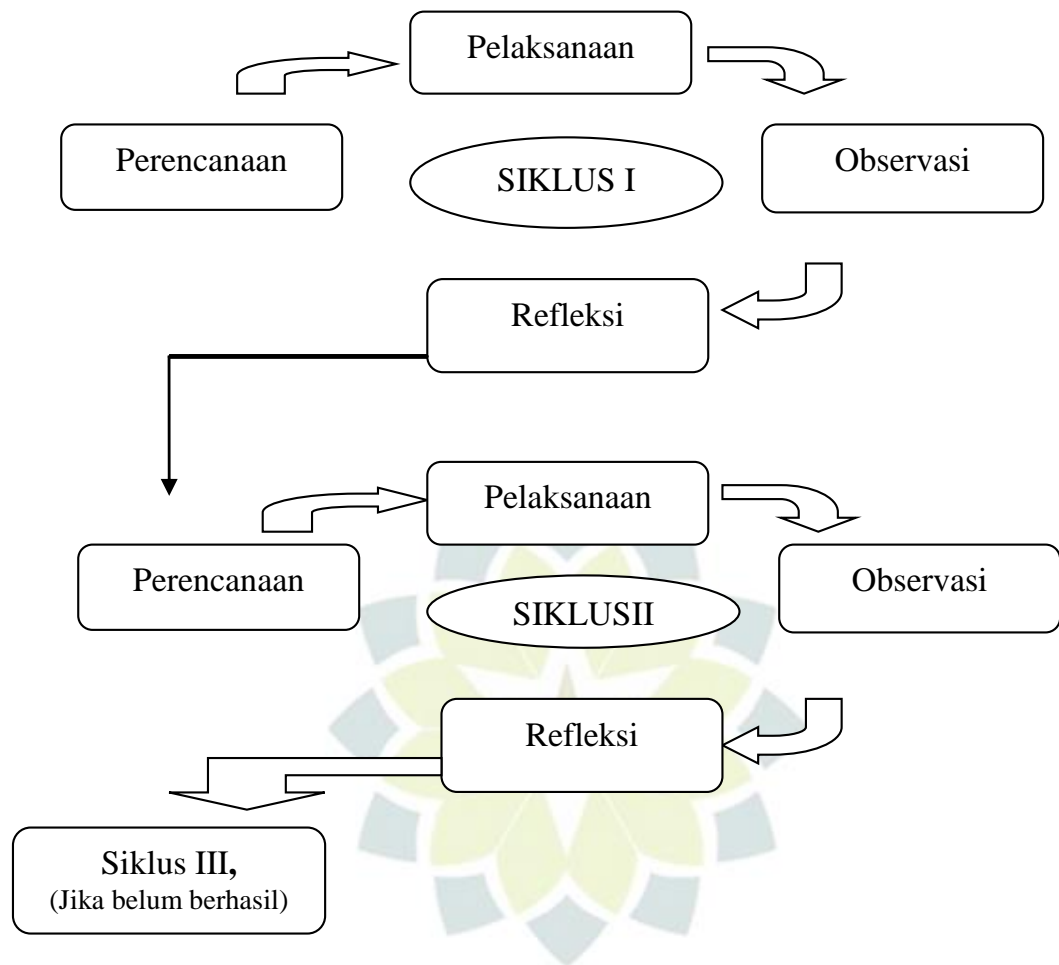 Pelaksanaan
Perencanaan
SIKLUS I
Observasi
Refleksi
Pelaksanaan
Perencanaan
SIKLUSII
Observasi
Refleksi
Siklus III,
(Jika belum berhasil)